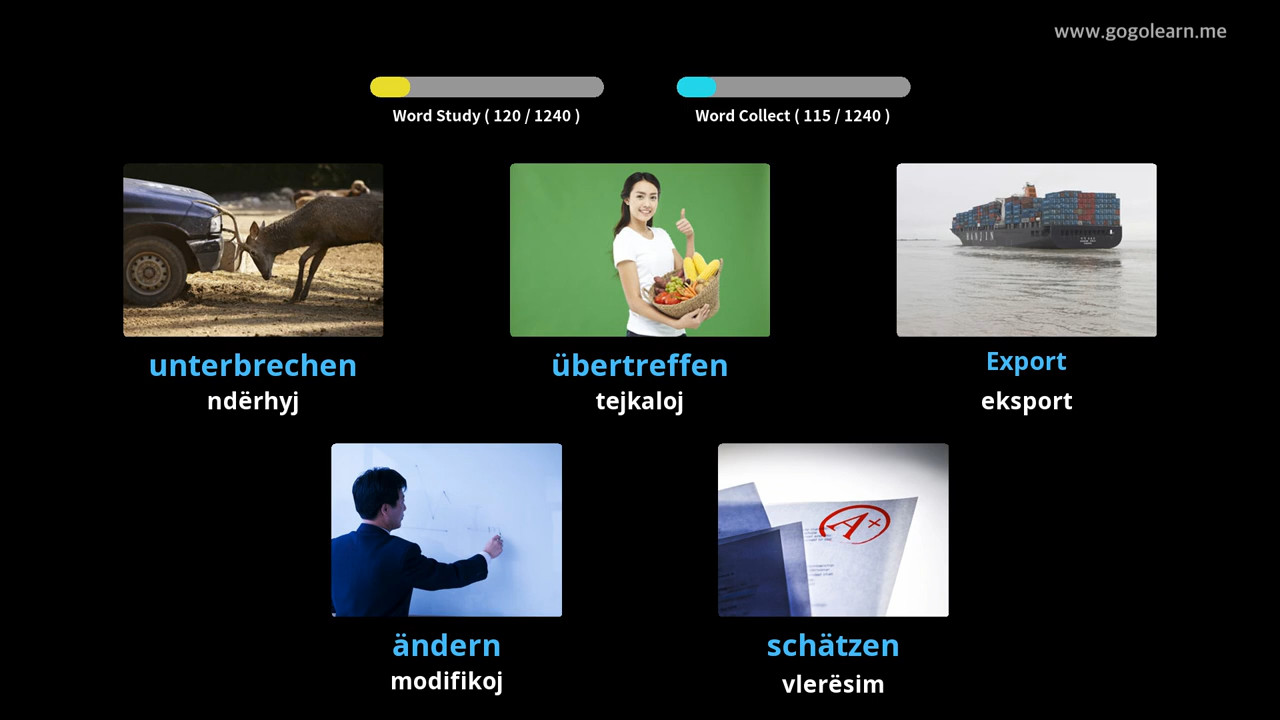 www.gogolearn.me
Word Study ( 120 / 1240 )
Word Collect ( 115 / 1240 )
HANJIN
unterbrechen
ndërhyj
übertreffen
tejkaloj
Export
eksport
A+
ändern
modifikoj
schätzen
vlerësim